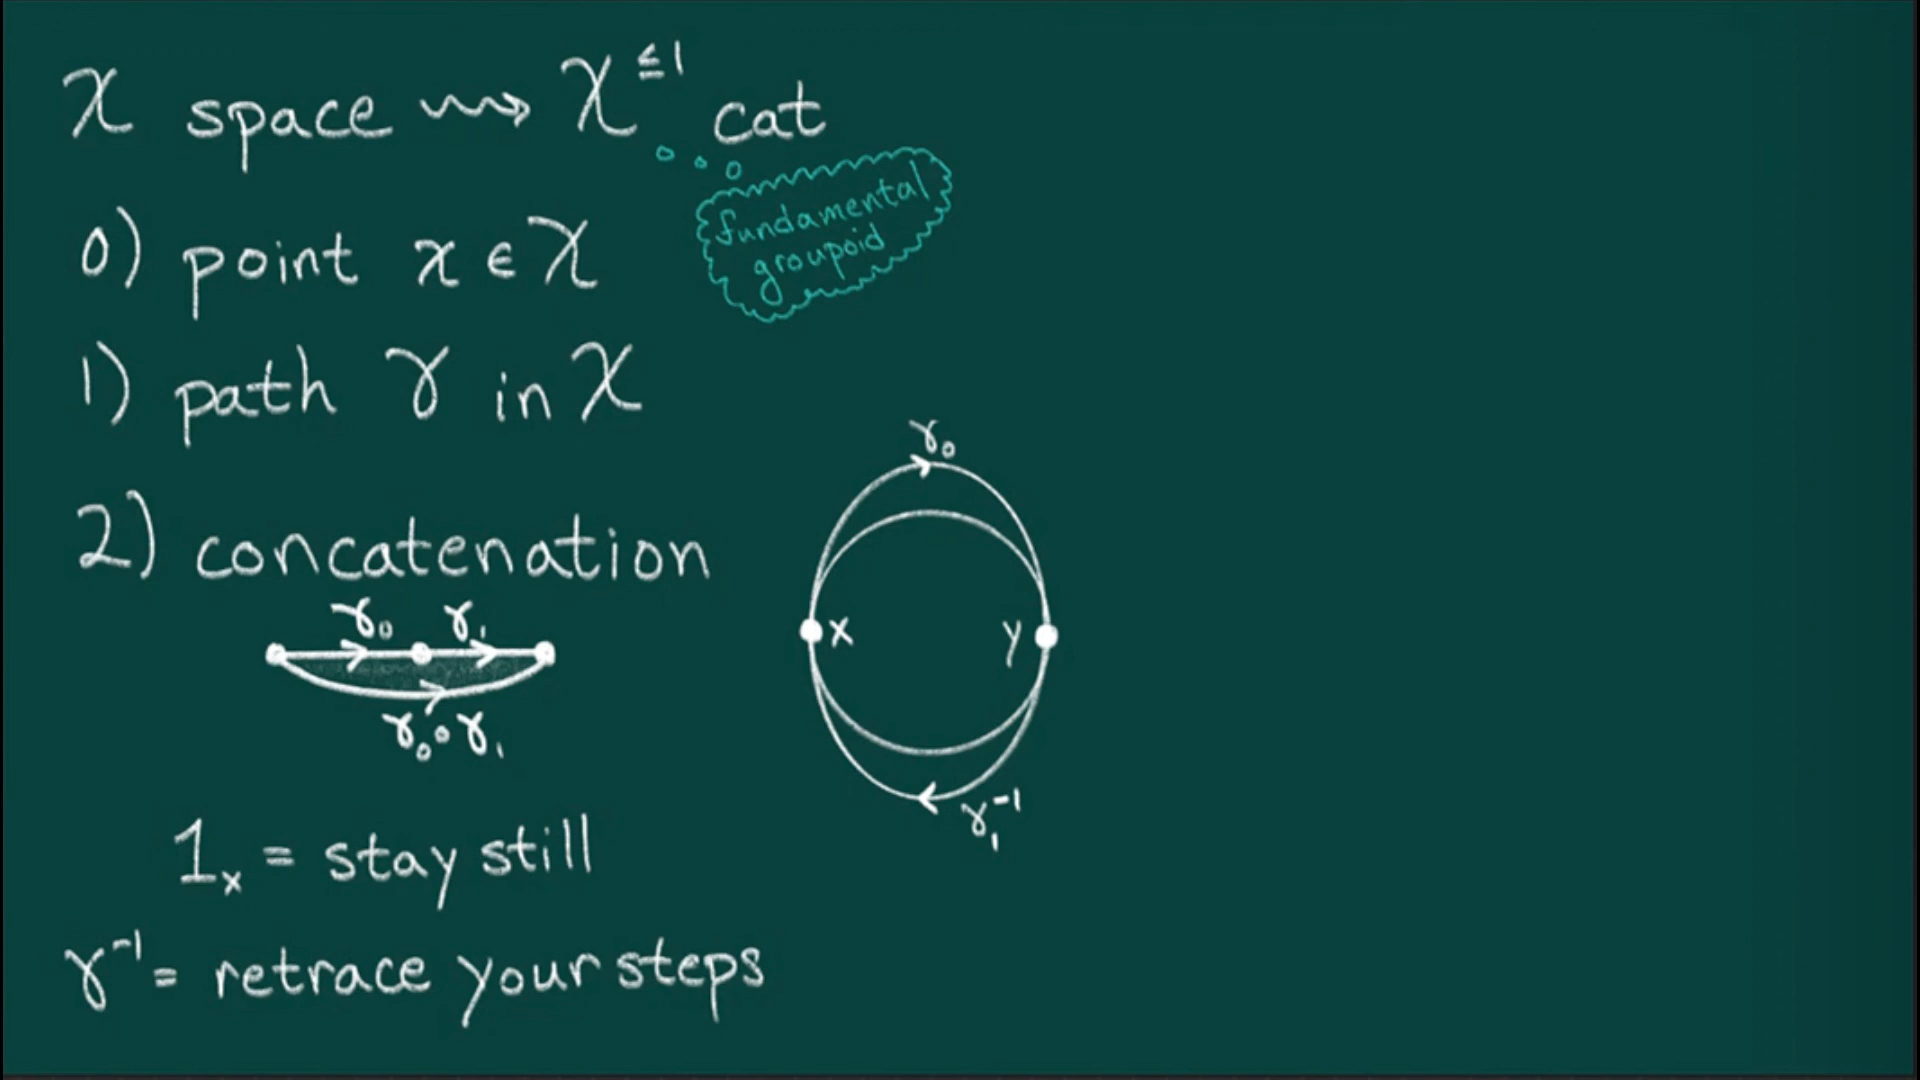 X space ⇝ X^≤1 cat
fundamental
groupoid
0) point x ∈ X
1) path γ in X
2) concatenation
γ₀ γ₁
γ₀∘γ₁
1ₓ = stay still
γ⁻¹ = retrace your steps
γ₀
x y
γ₁⁻¹